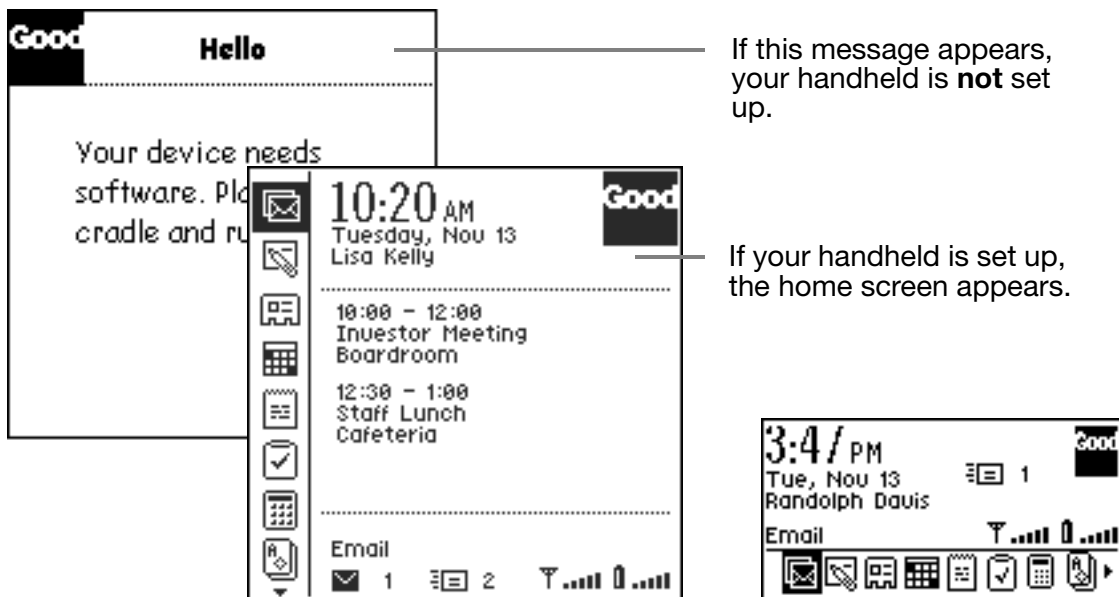 Good
Hello
Your device needs
software. Pla
cradle and ru
If this message appears,
your handheld is not set
up.
Good
10:20 AM
Tuesday, Nov 13
Lisa Kelly
10:00 - 12:00
Investor Meeting
Boardroom
12:30 - 1:00
Staff Lunch
Cafeteria
Email
1 2
If your handheld is set up,
the home screen appears.
3:47 PM
Good
Tue, Nov 13
1
Randolph Davis
Email